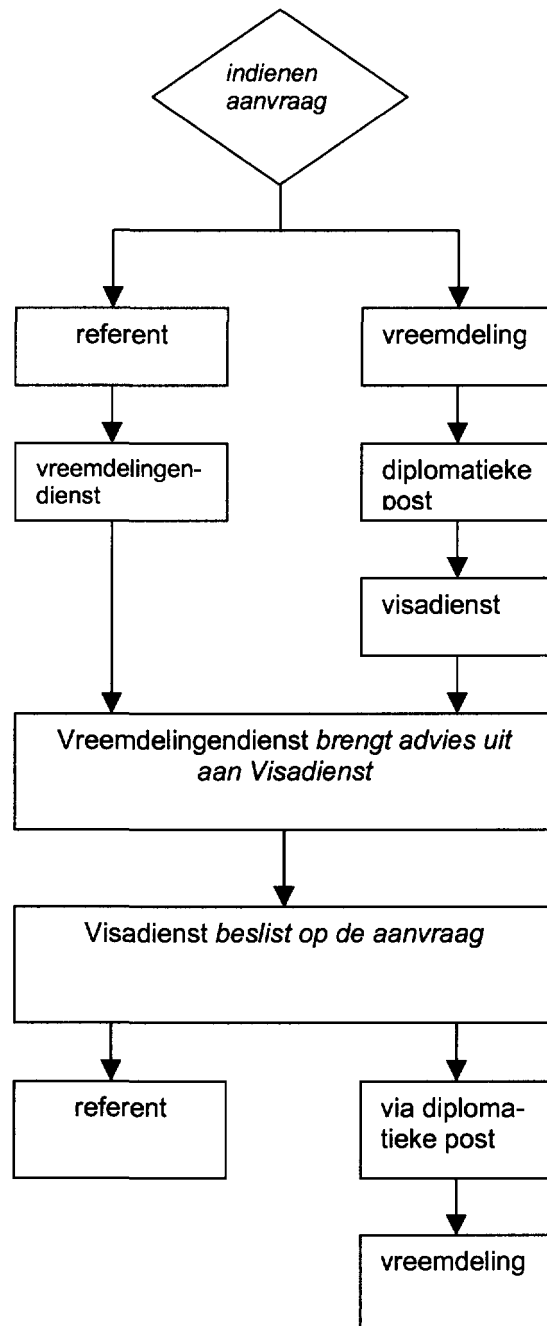 indienen
aanvraag
referent
vreemdeling
vreemdelingen-
dienst
diplomatieke
post
visadienst
Vreemdelingendienst brengt advies uit
aan Visadienst
Visadienst beslist op de aanvraag
referent
via diploma-
tieke post
vreemdeling